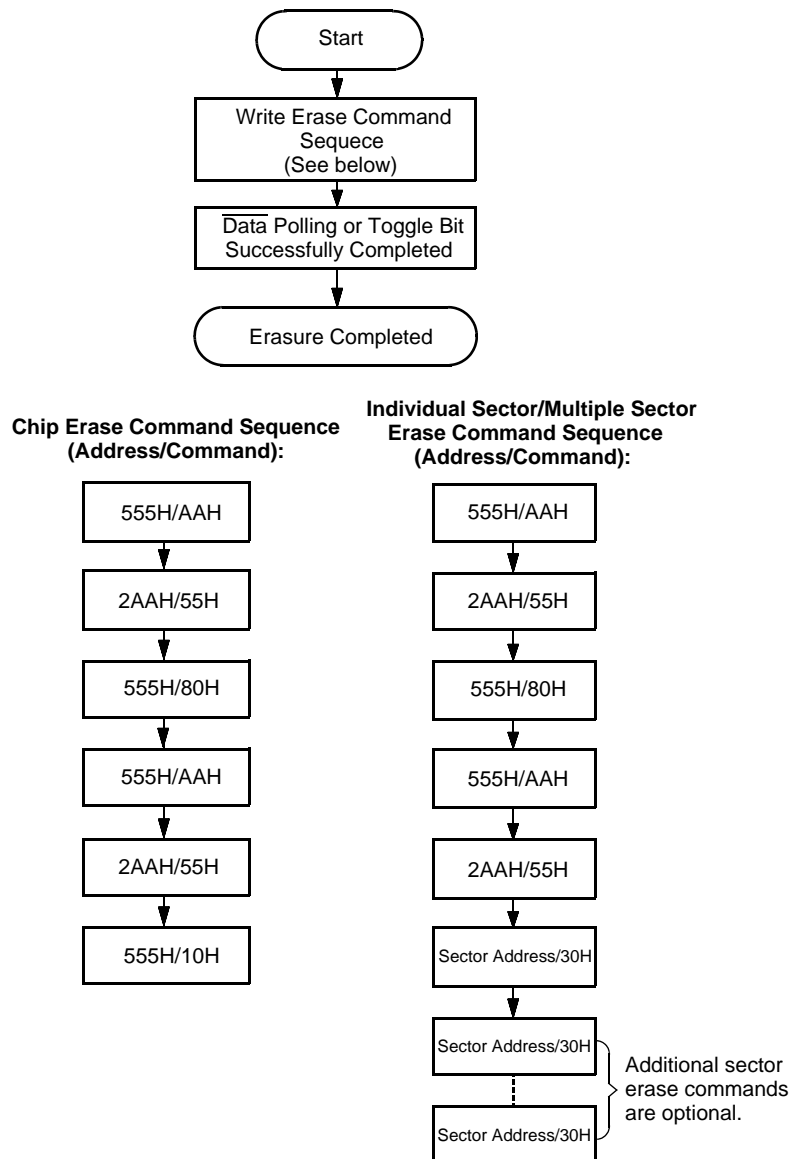 Start
Write Erase Command
Sequece
(See below)
Data Polling or Toggle Bit
Successfully Completed
Erasure Completed
Chip Erase Command Sequence
(Address/Command):
555H/AAH
2AAH/55H
555H/80H
555H/AAH
2AAH/55H
555H/10H
Individual Sector/Multiple Sector
Erase Command Sequence
(Address/Command):
555H/AAH
2AAH/55H
555H/80H
555H/AAH
2AAH/55H
Sector Address/30H
Sector Address/30H
Sector Address/30H
Additional sector
erase commands
are optional.